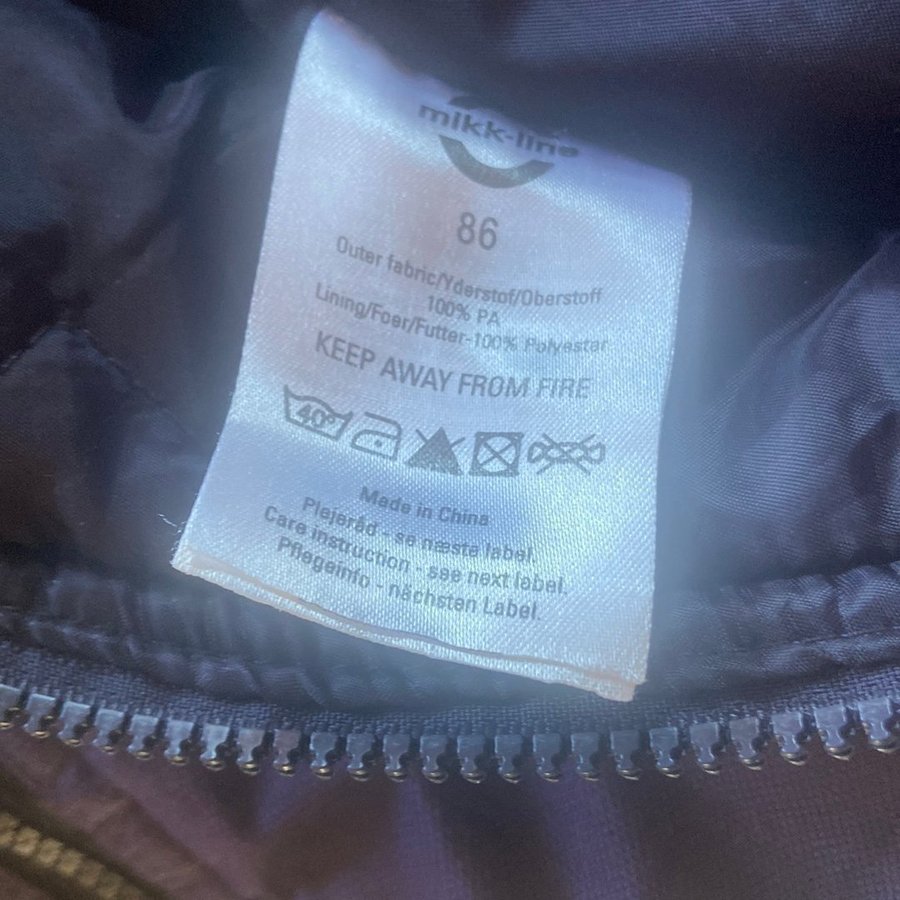 mikk-line
86
Outer fabric/Yderstof/Oberstoff
100% PA
Lining/Foer/Futter-100% Polyester
KEEP AWAY FROM FIRE
40°
Made in China
Plejeråd - se næste label.
Care instruction - see next label.
Pflegeinfo - nächsten Label.